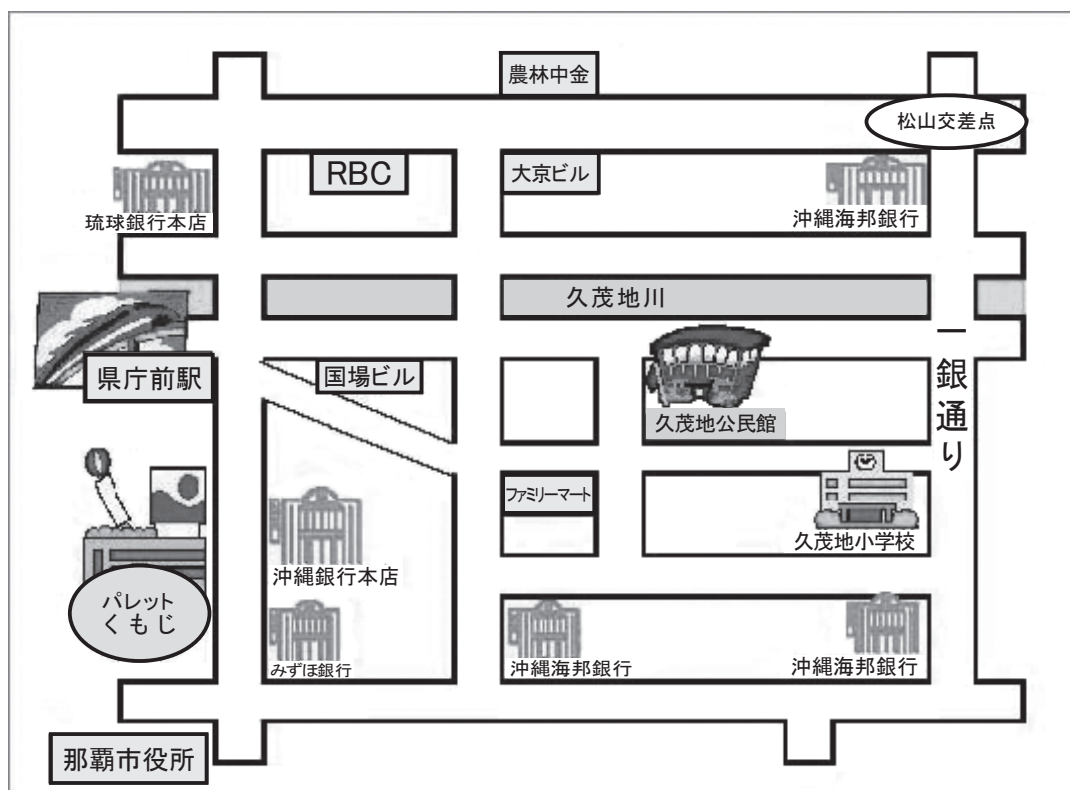 農林中金
松山交差点
RBC
大京ビル
琉球銀行本店
沖縄海邦銀行
久茂地川
県庁前駅
国場ビル
久茂地公民館
一銀通り
ファミリーマート
久茂地小学校
沖縄銀行本店
パレット
くもじ
みずほ銀行
沖縄海邦銀行
沖縄海邦銀行
那覇市役所